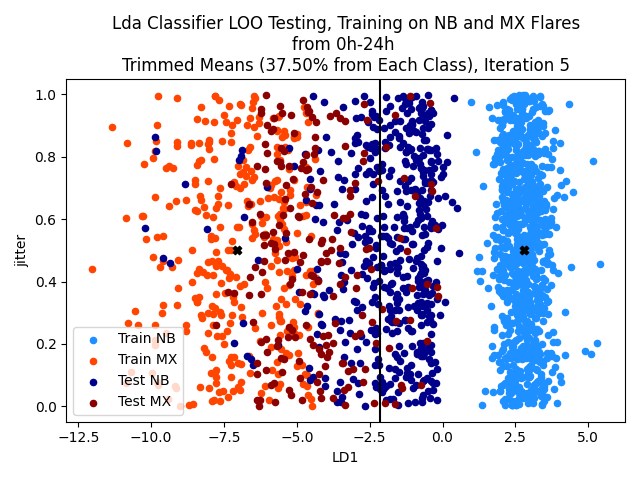 Lda Classifier LOO Testing, Training on NB and MX Flares
from 0h-24h
Trimmed Means (37.50% from Each Class), Iteration 5
1.0
0.8
0.6
0.4
0.2
0.0
jitter
Train NB
Train MX
Test NB
Test MX
−12.5
−10.0
−7.5
−5.0
−2.5
0.0
2.5
5.0
LD1